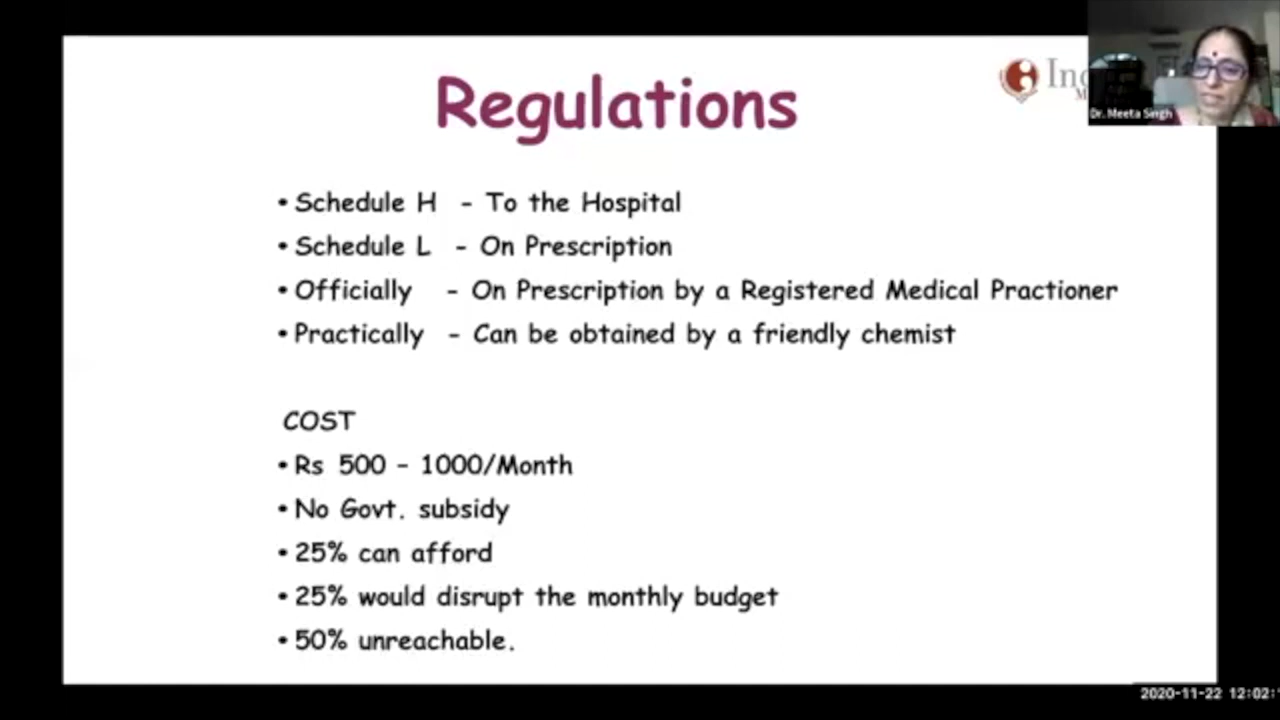 Regulations
Dr. Meeta Singh
• Schedule H - To the Hospital
• Schedule L - On Prescription
• Officially - On Prescription by a Registered Medical Practioner
• Practically - Can be obtained by a friendly chemist
COST
• Rs 500 - 1000/Month
• No Govt. subsidy
• 25% can afford
• 25% would disrupt the monthly budget
• 50% unreachable.
2020-11-22 12:02: